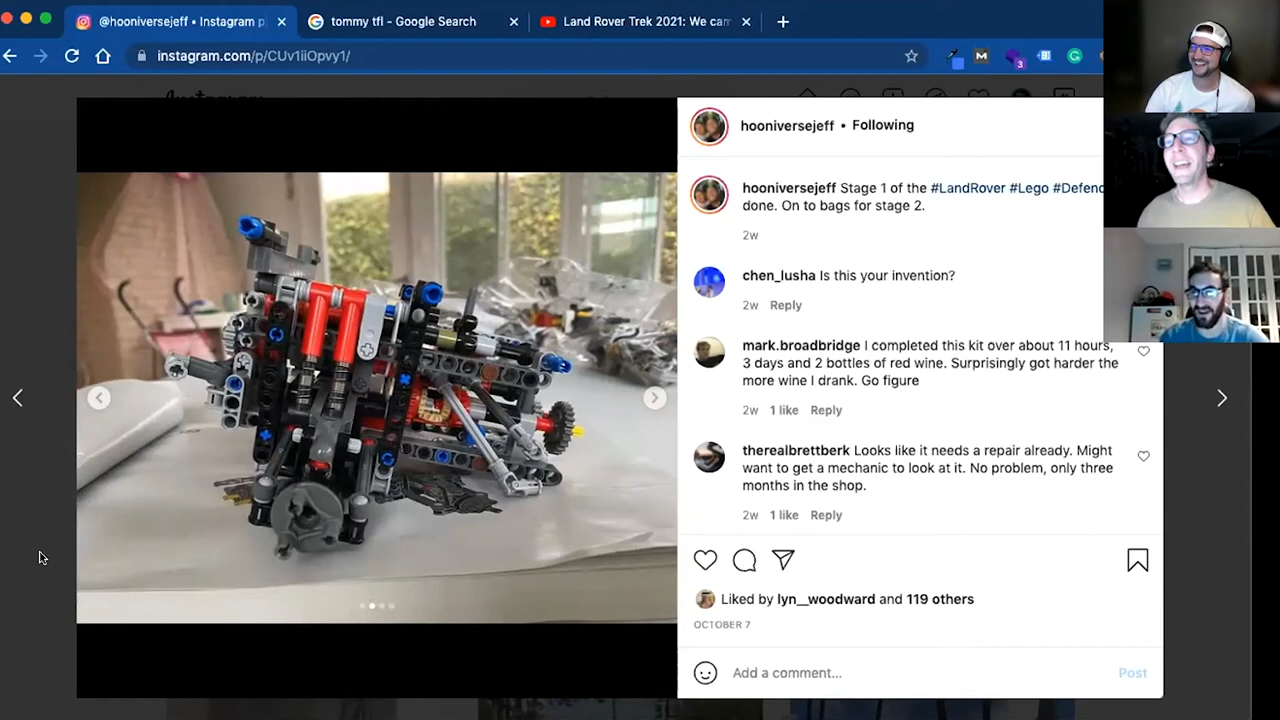 @hooniversejeff • Instagram p
tommy tfl - Google Search
Land Rover Trek 2021: We cam
instagram.com/p/CUv1iiOpvy1/
M
3
hooniversejeff • Following
hooniversejeff Stage 1 of the #LandRover #Lego #Defend
done. On to bags for stage 2.
2w
chen_lusha Is this your invention?
2w Reply
mark.broadbridge I completed this kit over about 11 hours,
3 days and 2 bottles of red wine. Surprisingly got harder the
more wine I drank. Go figure
2w 1 like Reply
therealbrettberk Looks like it needs a repair already. Might
want to get a mechanic to look at it. No problem, only three
months in the shop.
2w 1 like Reply
Liked by lyn__woodward and 119 others
OCTOBER 7
Add a comment...
Post